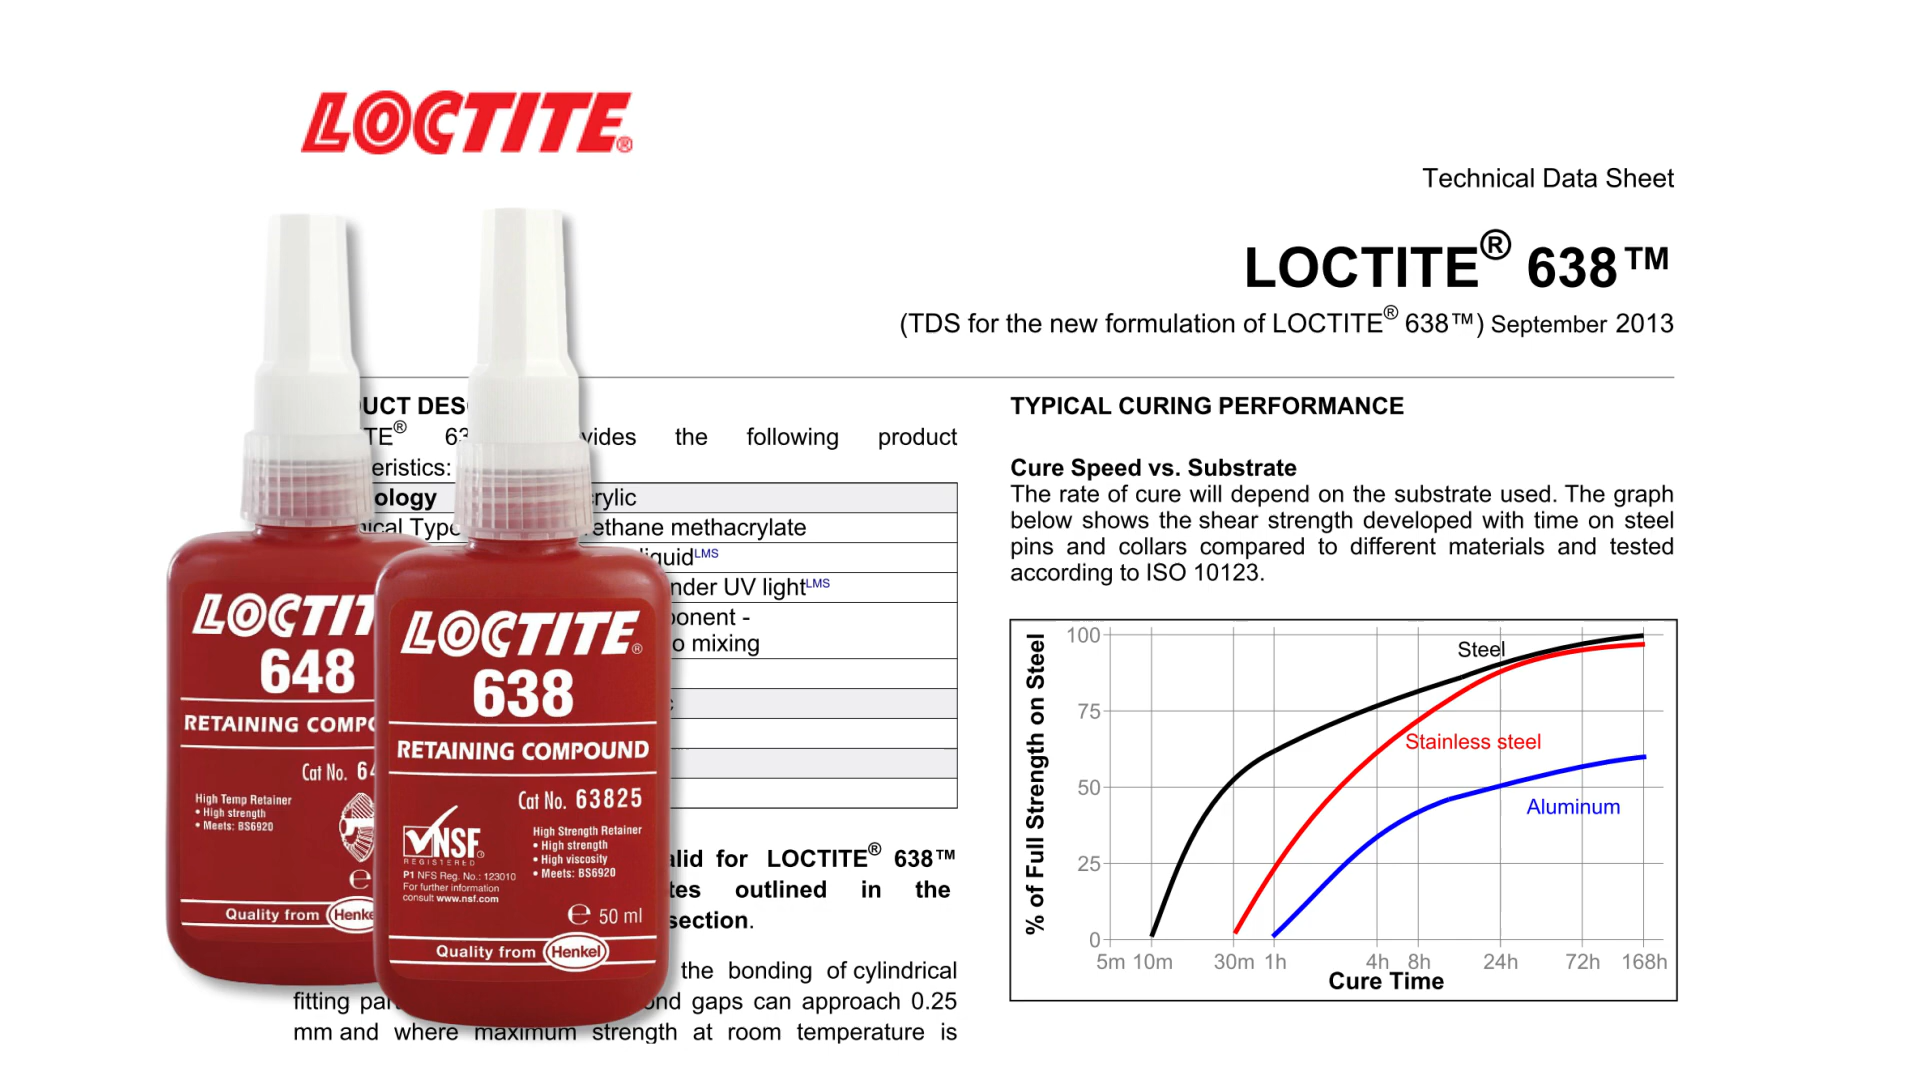 LOCTITE®
Technical Data Sheet
LOCTITE® 638™
(TDS for the new formulation of LOCTITE® 638™) September 2013
UCT DES
TE® 63 vides the following product
eristics:
ology rylic
ical Type ethane methacrylate
liquid LMS
nder UV light LMS
ponent -
o mixing
alid for LOCTITE® 638™
tes outlined in the
section.
the bonding of cylindrical
fitting par ond gaps can approach 0.25
mm and where maximum strength at room temperature is
TYPICAL CURING PERFORMANCE
Cure Speed vs. Substrate
The rate of cure will depend on the substrate used. The graph
below shows the shear strength developed with time on steel
pins and collars compared to different materials and tested
according to ISO 10123.
% of Full Strength on Steel
100
75
50
25
0
Steel
Stainless steel
Aluminum
5m 10m 30m 1h 4h 8h 24h 72h 168h
Cure Time
LOCTIT
648
RETAINING COMPO
Cat No. 64
High Temp Retainer
• High strength
• Meets: BS6920
e
Quality from Henke
LOCTITE®
638
RETAINING COMPOUND
Cat No. 63825
NSF®
REGISTERED
P1 NFS Reg. No.: 123010
For further information
consult www.nsf.com
High Strength Retainer
• High strength
• High viscosity
• Meets: BS6920
e 50 ml
Quality from Henkel